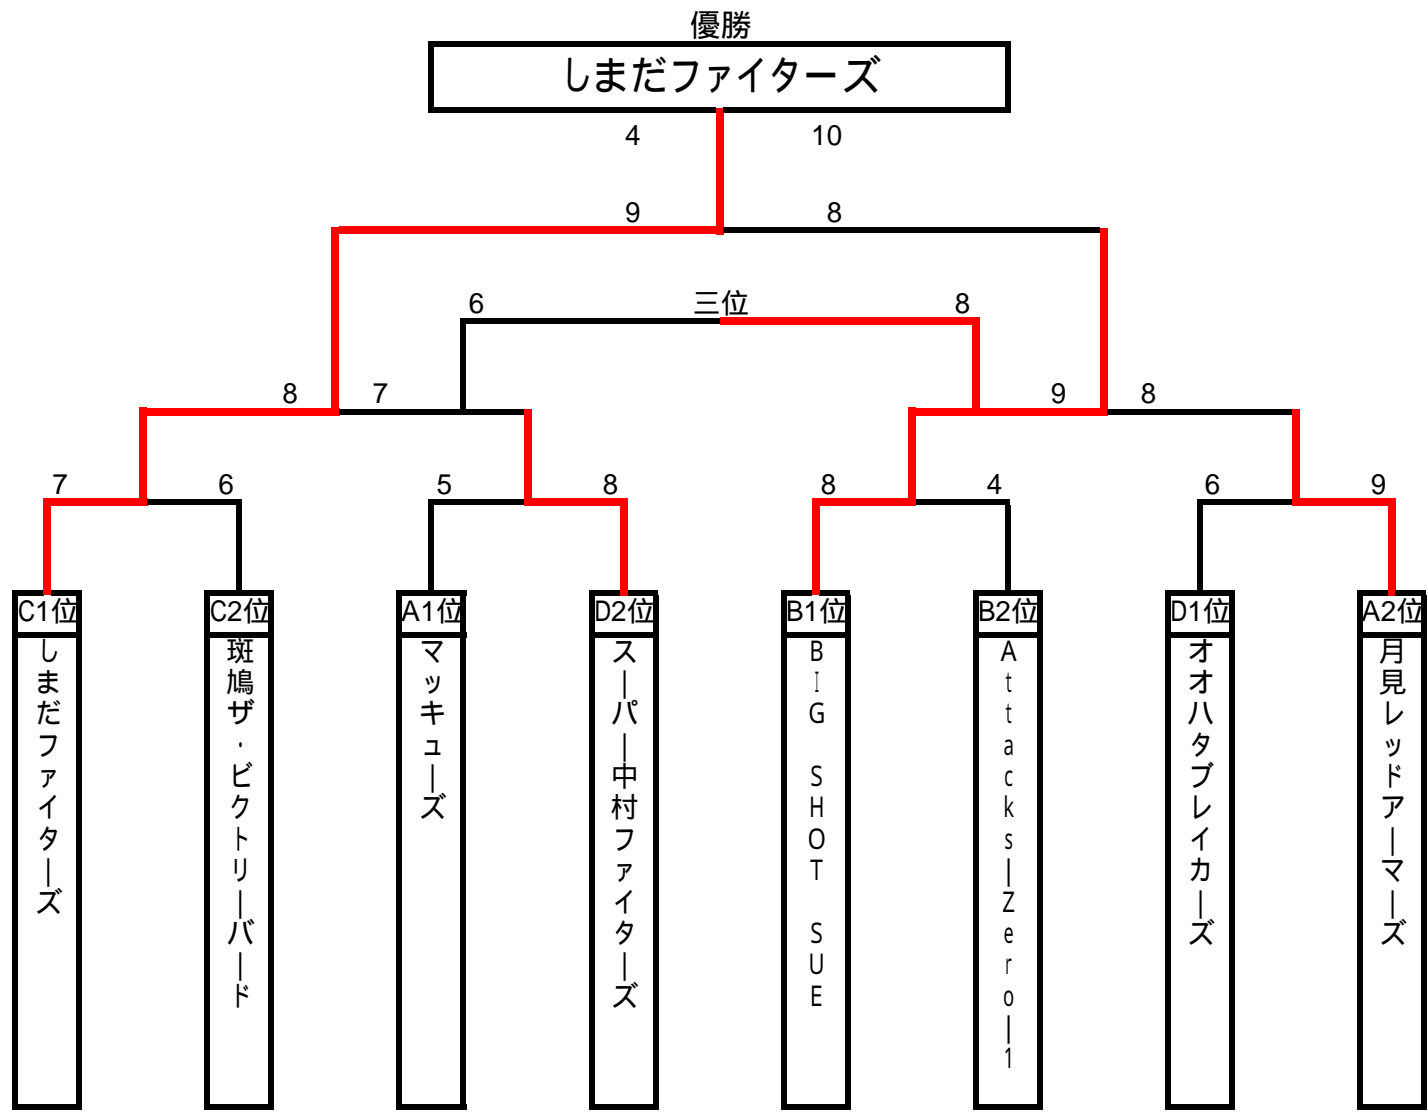 優勝
しまだファイターズ
4 10
9 8
6 三位 8
8 7 9 8
7 6 5 8 8 4 6 9
C1位 C2位 A1位 D2位 B1位 B2位 D1位 A2位
しまだファイターズ
斑鳩ザ・ビクトリーバード
マッキューズ
スーパー中村ファイターズ
BIG SHOT SUE
Attacks―Zero―1
オオハタブレイカーズ
月見レッドアーマーズ